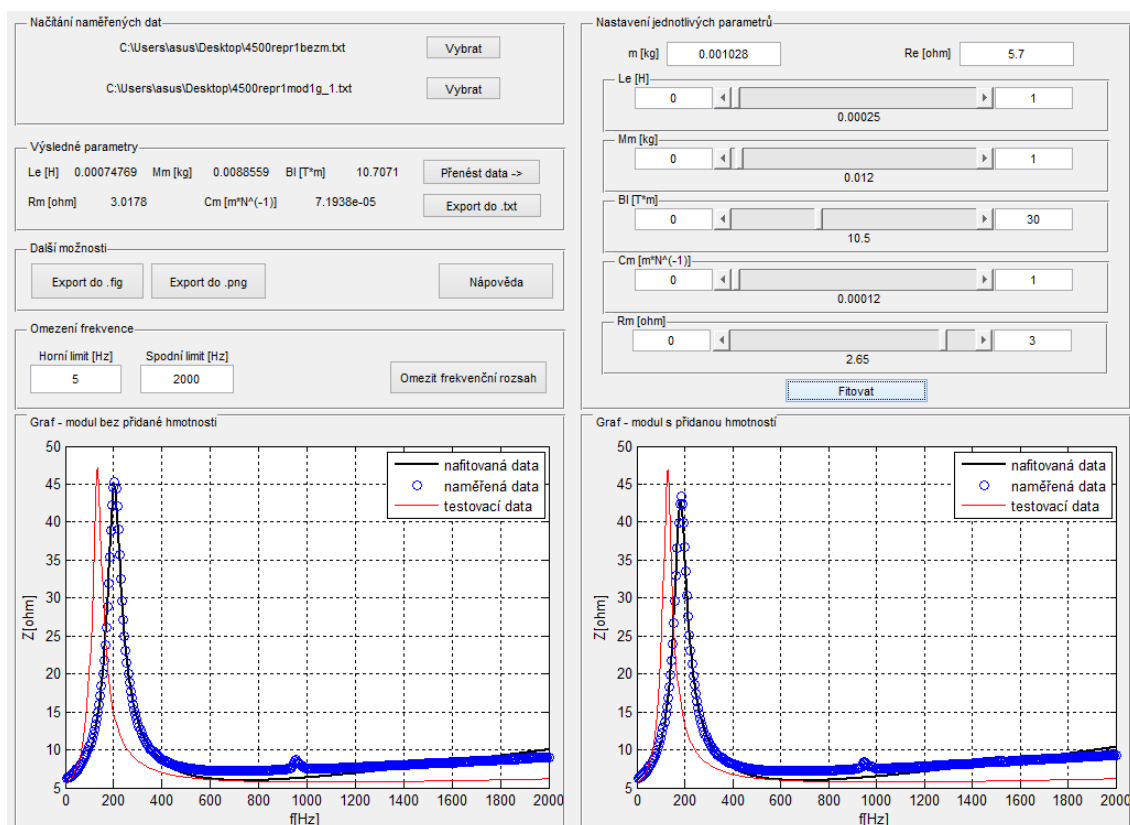 Načítání naměřených dat
C:\Users\asus\Desktop\4500repr1bezm.txt
Vybrat
C:\Users\asus\Desktop\4500repr1mod1g_1.txt
Vybrat
Výsledné parametry
Le [H] 0.00074769 Mm [kg] 0.0088559 Bl [T*m] 10.7071 Přenést data ->
Rm [ohm] 3.0178 Cm [m*N^(-1)] 7.1938e-05 Export do .txt
Další možnosti
Export do .fig Export do .png Nápověda
Omezení frekvence
Horní limit [Hz] Spodní limit [Hz]
5 2000 Omezit frekvenční rozsah
Nastavení jednotlivých parametrů
m [kg] 0.001028 Re [ohm] 5.7
Le [H]
0 1
0.00025
Mm [kg]
0 1
0.012
Bl [T*m]
0 30
10.5
Cm [m*N^(-1)]
0 1
0.00012
Rm [ohm]
0 3
2.65
Fitovat
Graf - modul bez přidané hmotnosti
50
45
40
35
30
25
20
15
10
5
Z[ohm]
nafitovaná data
naměřená data
testovací data
0 200 400 600 800 1000 1200 1400 1600 1800 2000
f[Hz]
Graf - modul s přidanou hmotností
50
45
40
35
30
25
20
15
10
5
Z[ohm]
nafitovaná data
naměřená data
testovací data
0 200 400 600 800 1000 1200 1400 1600 1800 2000
f[Hz]